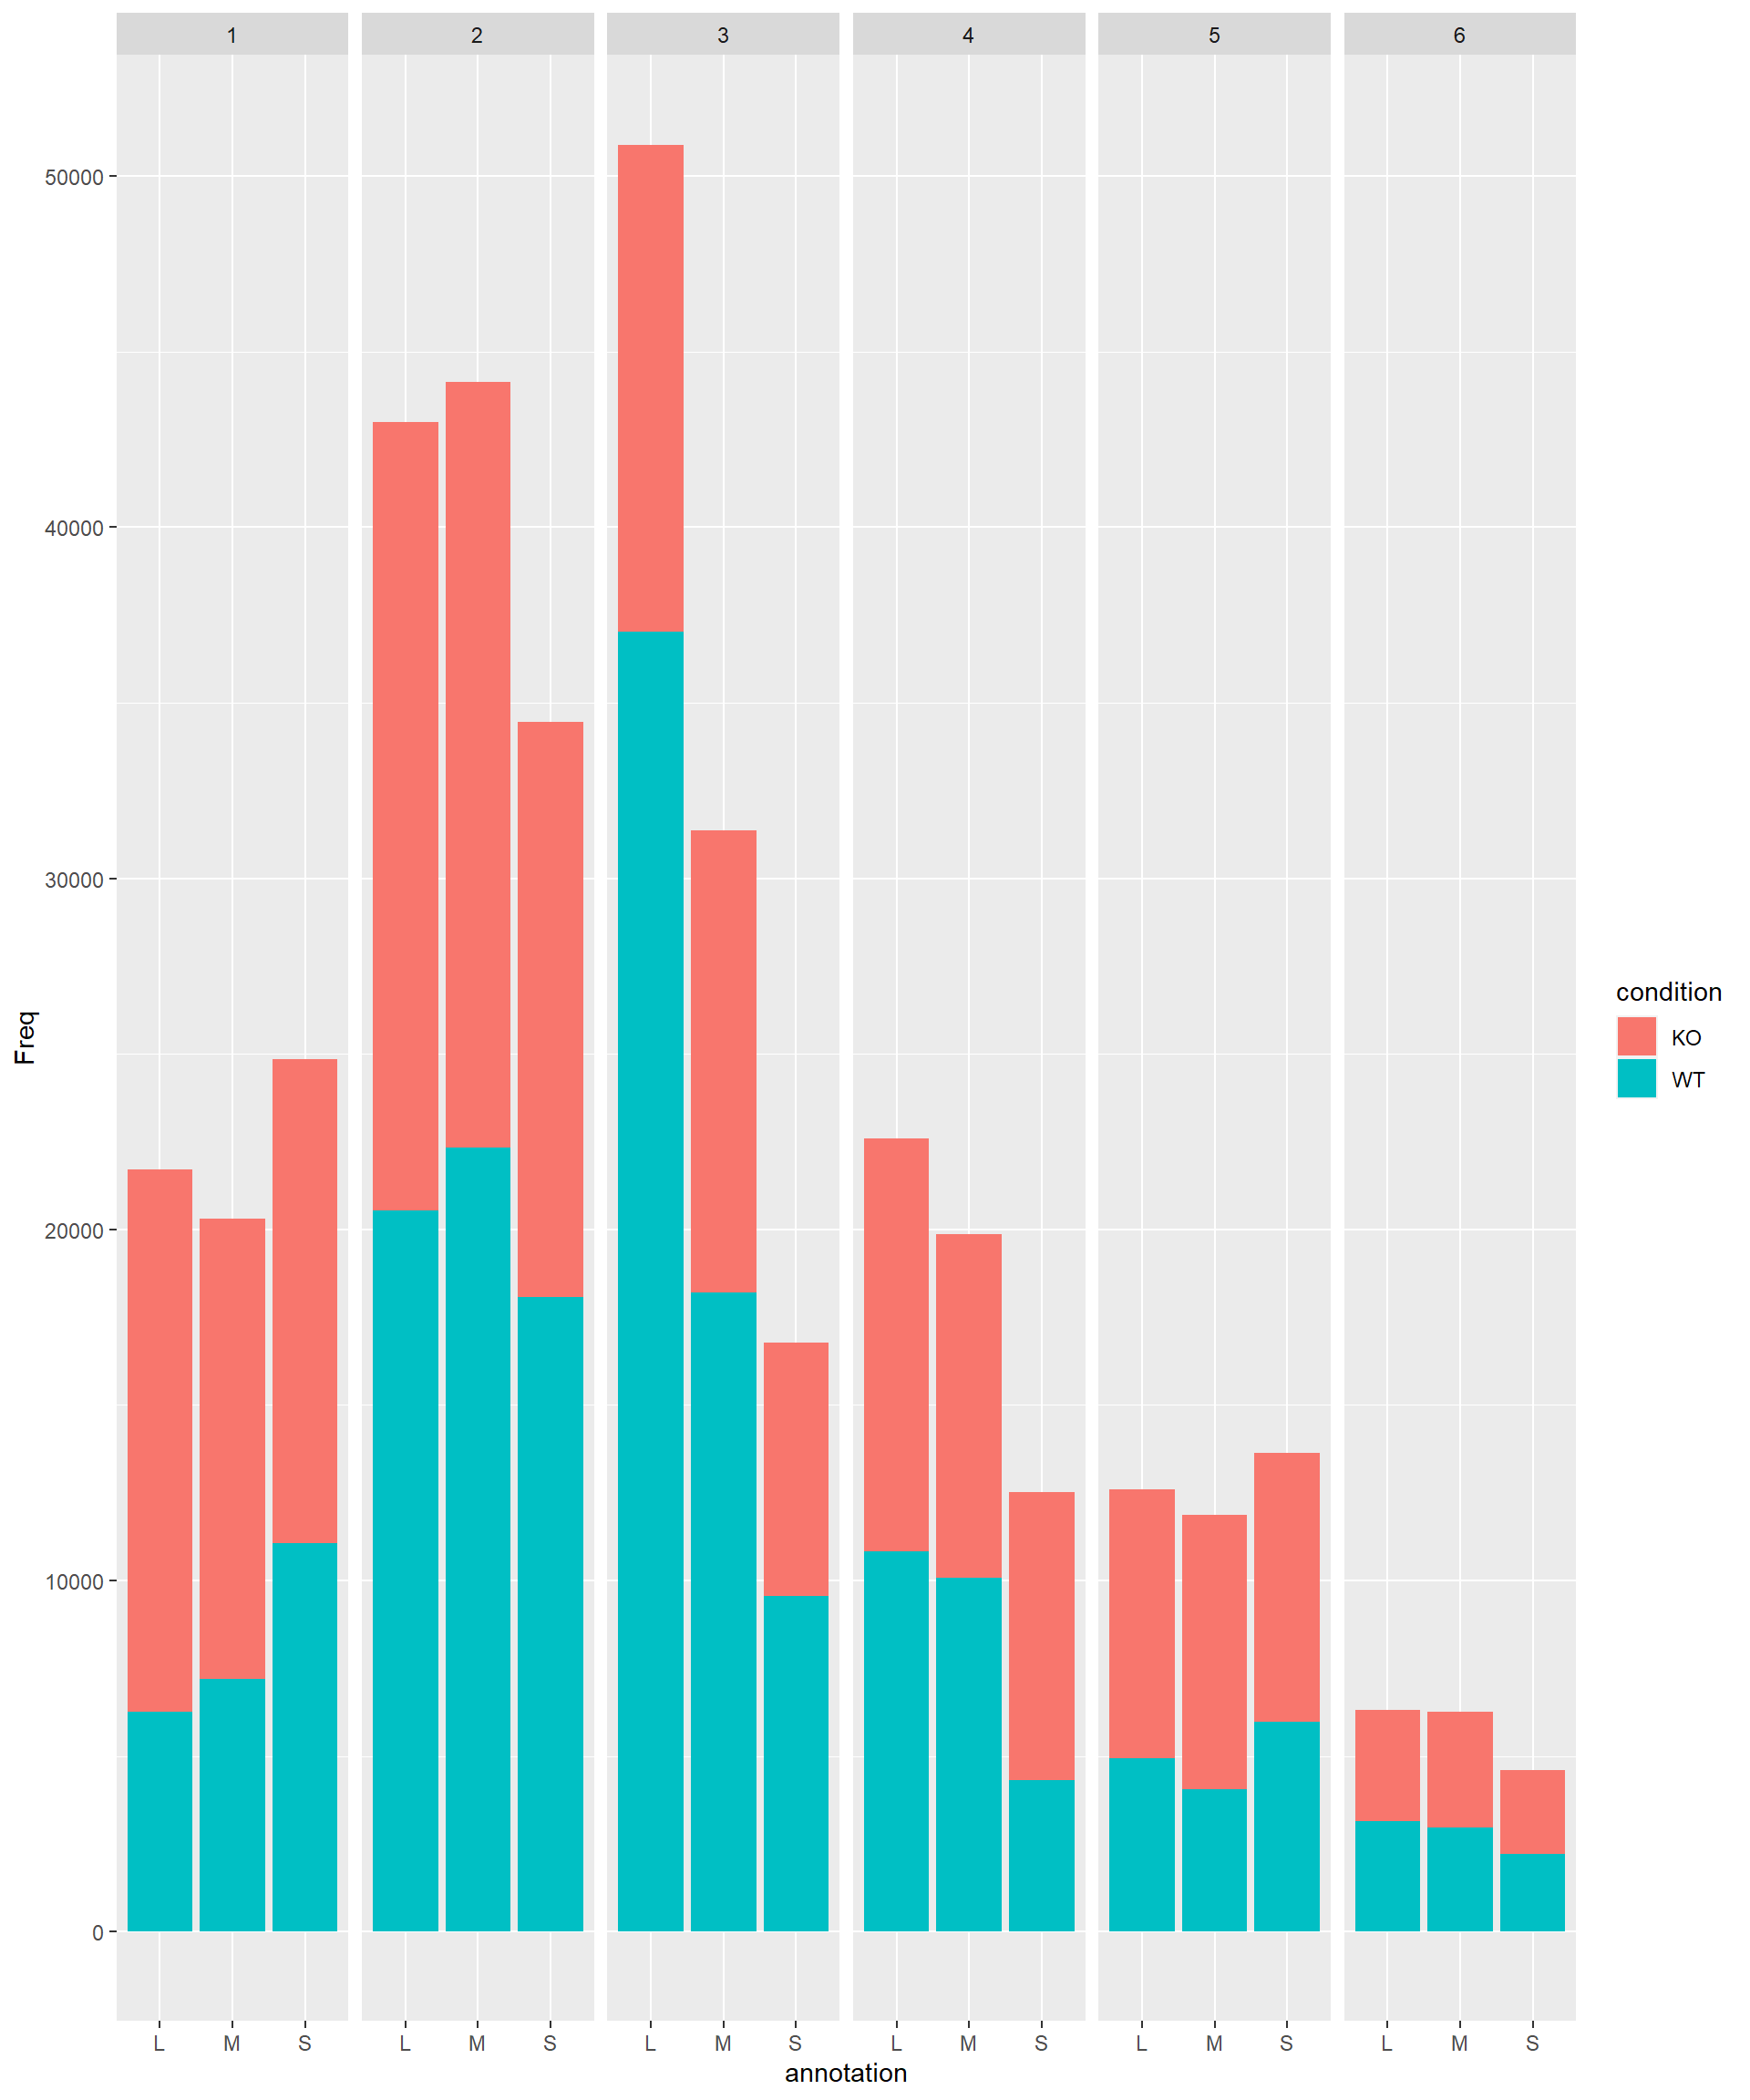 1 2 3 4 5 6
50000
40000
30000
20000
10000
0
Freq
L M S L M S L M S L M S L M S L M S
annotation
condition
KO
WT